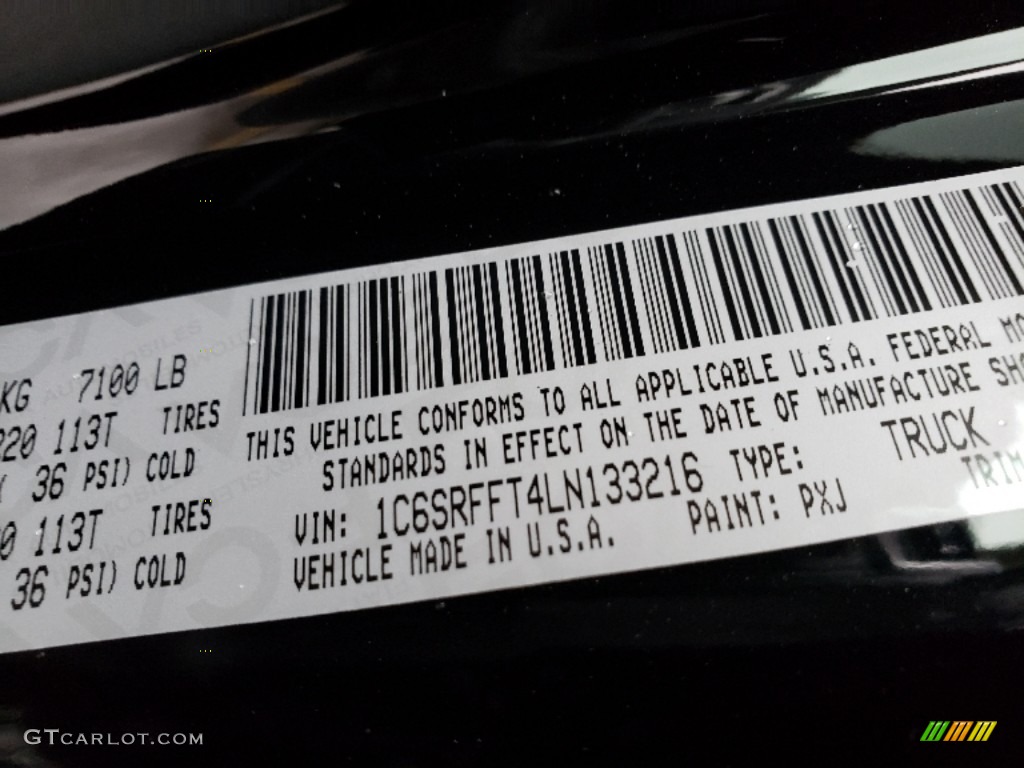 KG 7100 LB
113T TIRES
36 PSI) COLD
113T TIRES
36 PSI) COLD
THIS VEHICLE CONFORMS TO ALL APPLICABLE U.S.A. FEDERAL
STANDARDS IN EFFECT ON THE DATE OF MANUFACTURE
VIN: 1C6SRFFT4LN133216 TYPE: TRUCK
VEHICLE MADE IN U.S.A. PAINT: PXJ TRIM
GTCARLOT.COM